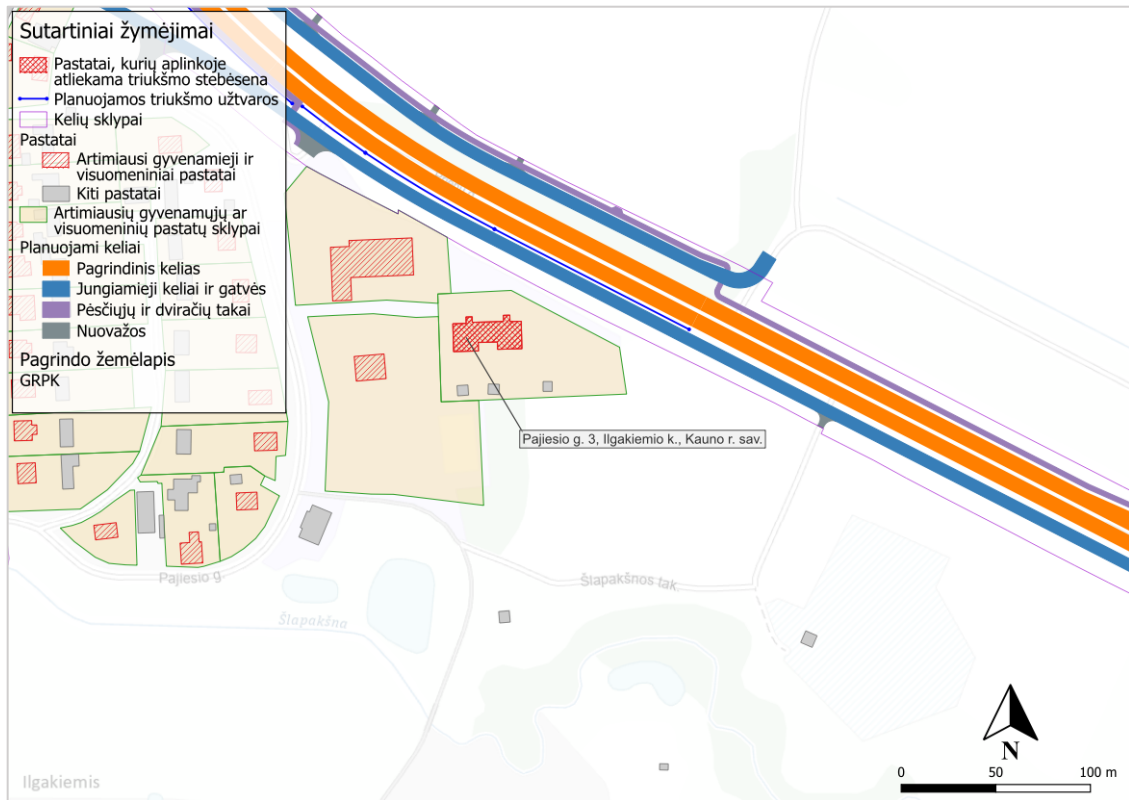 Sutartiniai žymėjimai
Pastatai, kurių aplinkoje
atliekama triukšmo stebėsena
Planuojamos triukšmo užtvaros
Kelių sklypai
Pastatai
Artimiausi gyvenamieji ir
visuomeniniai pastatai
Kiti pastatai
Artimiausių gyvenamųjų ar
visuomeninių pastatų sklypai
Planuojami keliai
Pagrindinis kelias
Jungiamieji keliai ir gatvės
Pėsčiųjų ir dviračių takai
Nuovažos
Pagrindo žemėlapis
GRPK
Pajiesio g. 3, Ilgakiemio k., Kauno r. sav.
Pajiesio g.
Šlapakšnos tak.
Šlapakšna
Ilgakiemis
N
0 50 100 m